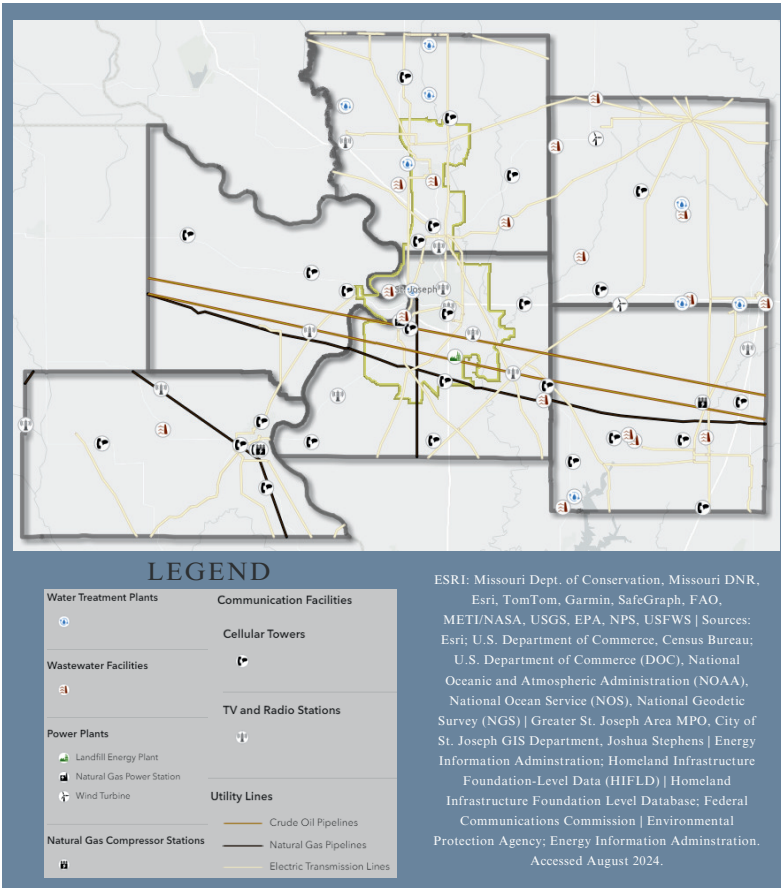 St. Joseph
LEGEND
Water Treatment Plants
Wastewater Facilities
Power Plants
Landfill Energy Plant
Natural Gas Power Station
Wind Turbine
Natural Gas Compressor Stations
Communication Facilities
Cellular Towers
TV and Radio Stations
Utility Lines
Crude Oil Pipelines
Natural Gas Pipelines
Electric Transmission Lines
ESRI: Missouri Dept. of Conservation, Missouri DNR,
Esri, TomTom, Garmin, SafeGraph, FAO,
METI/NASA, USGS, EPA, NPS, USFWS | Sources:
Esri; U.S. Department of Commerce, Census Bureau;
U.S. Department of Commerce (DOC), National
Oceanic and Atmospheric Administration (NOAA),
National Ocean Service (NOS), National Geodetic
Survey (NGS) | Greater St. Joseph Area MPO, City of
St. Joseph GIS Department, Joshua Stephens | Energy
Information Adminstration; Homeland Infrastructure
Foundation-Level Data (HIFLD) | Homeland
Infrastructure Foundation Level Database; Federal
Communications Commission | Environmental
Protection Agency; Energy Information Adminstration.
Accessed August 2024.